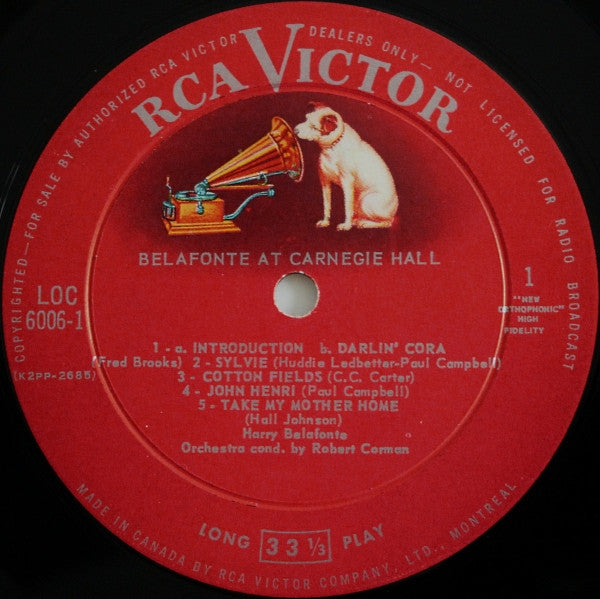 COPYRIGHTED—FOR SALE BY AUTHORIZED RCA VICTOR DEALERS ONLY— NOT LICENSED FOR RADIO BROADCAST
RCA VICTOR
BELAFONTE AT CARNEGIE HALL
LOC
6006-1
1
"NEW
ORTHOPHONIC"
HIGH
FIDELITY
1 - a. INTRODUCTION b. DARLIN' CORA
(Fred Brooks) 2 - SYLVIE (Huddie Ledbetter-Paul Campbell)
(K2PP-2685)
3 - COTTON FIELDS (C.C. Carter)
4 - JOHN HENRI (Paul Campbell)
5 - TAKE MY MOTHER HOME
(Hall Johnson)
Harry Belafonte
Orchestra cond. by Robert Corman
LONG 33 1/3 PLAY
MADE IN CANADA BY RCA VICTOR COMPANY, LTD., MONTREAL